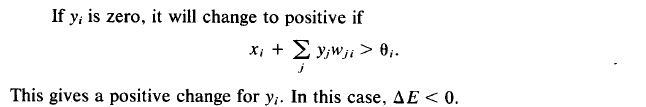 If yᵢ is zero, it will change to positive if
xᵢ + ∑ⱼ yⱼwⱼᵢ > θᵢ.
This gives a positive change for yᵢ. In this case, ΔE < 0.